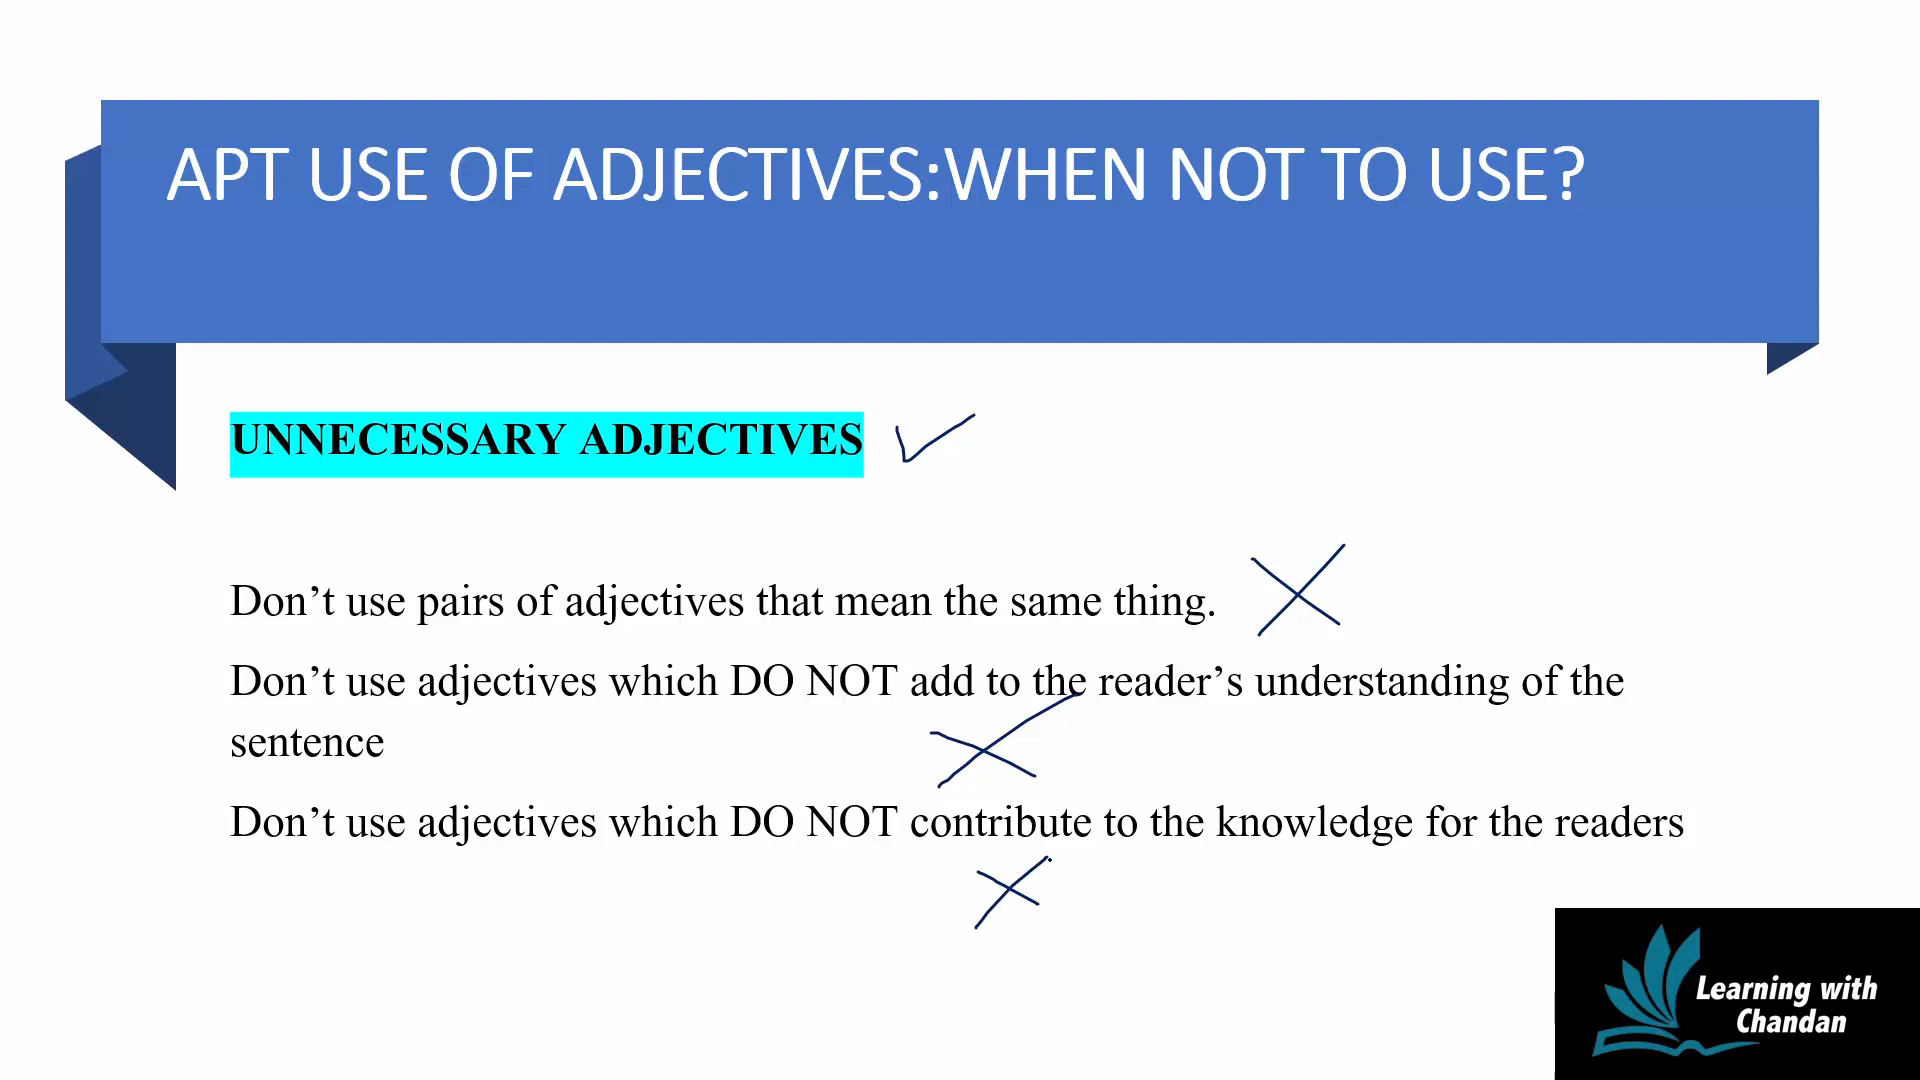 APT USE OF ADJECTIVES:WHEN NOT TO USE?
UNNECESSARY ADJECTIVES
Don’t use pairs of adjectives that mean the same thing.
Don’t use adjectives which DO NOT add to the reader’s understanding of the
sentence
Don’t use adjectives which DO NOT contribute to the knowledge for the readers
Learning with
Chandan